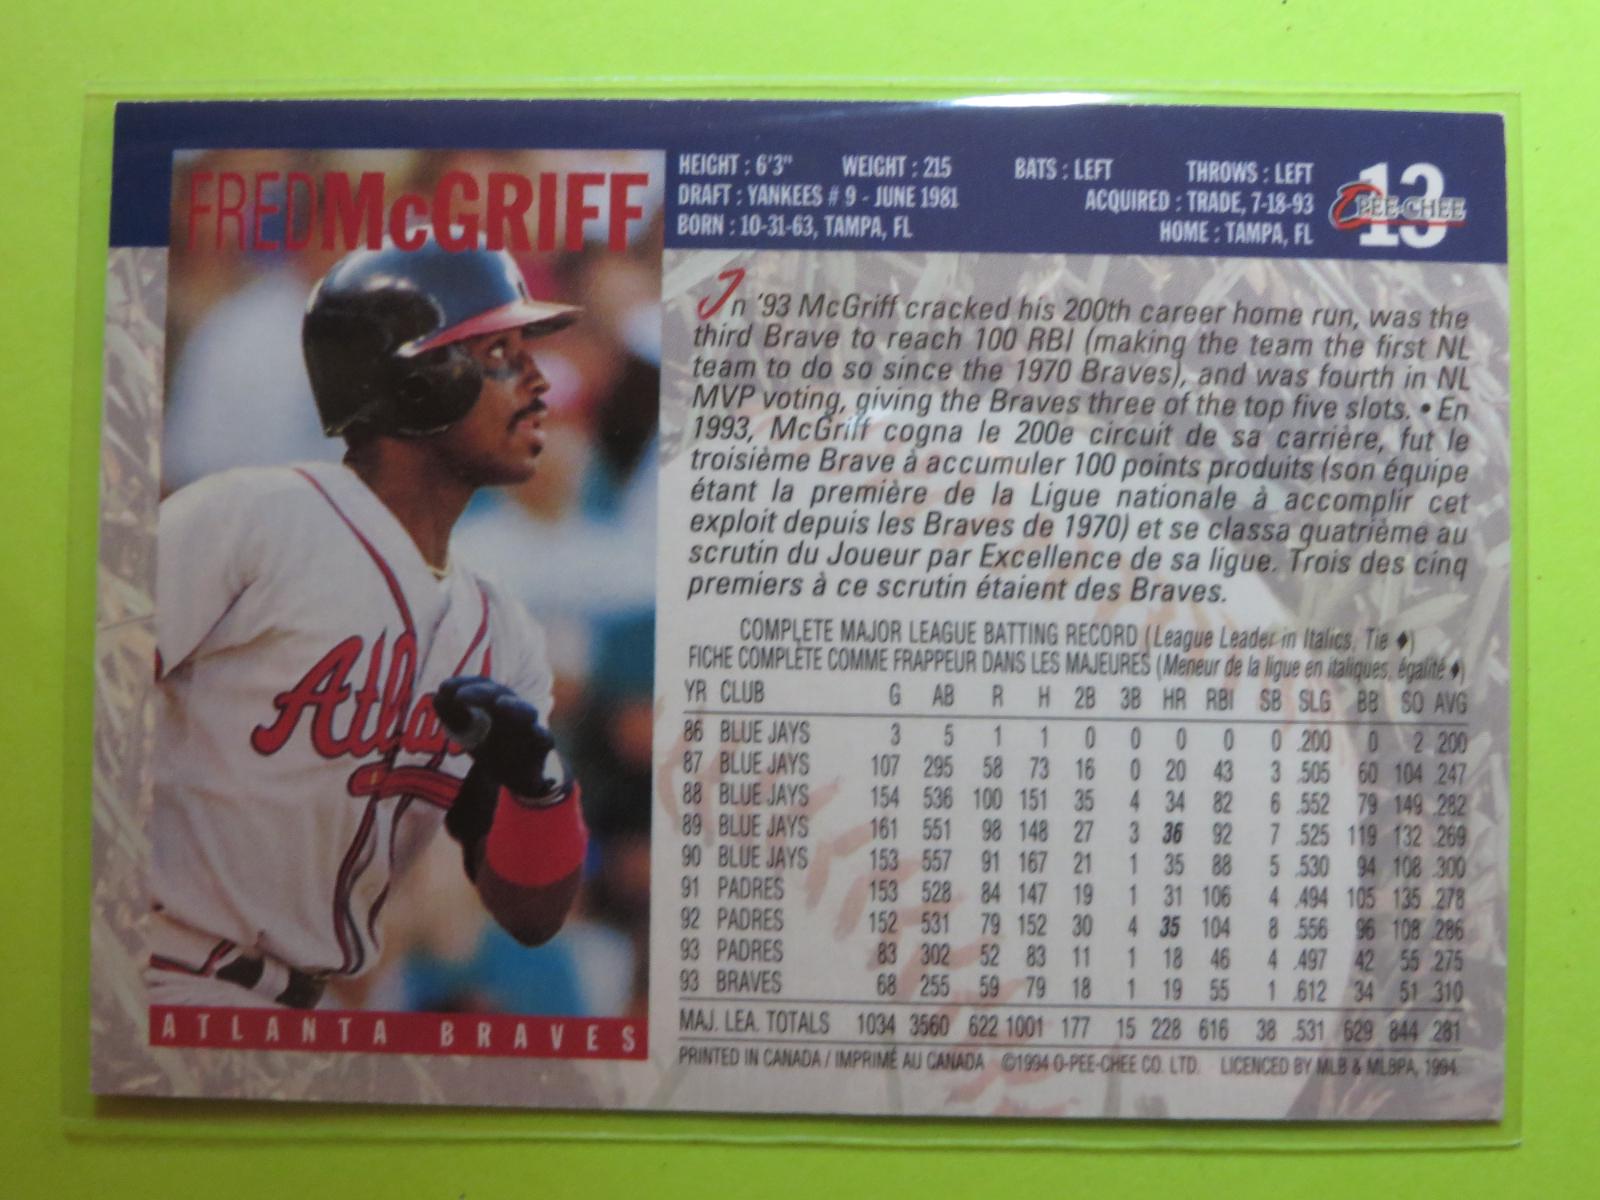 FRED McGRIFF
HEIGHT : 6'3" WEIGHT : 215 BATS : LEFT THROWS : LEFT
DRAFT : YANKEES # 9 - JUNE 1981 ACQUIRED : TRADE, 7-18-93
BORN : 10-31-63, TAMPA, FL HOME : TAMPA, FL
13
O-PEE-CHEE
In '93 McGriff cracked his 200th career home run, was the
third Brave to reach 100 RBI (making the team the first NL
team to do so since the 1970 Braves), and was fourth in NL
MVP voting, giving the Braves three of the top five slots. • En
1993, McGriff cogna le 200e circuit de sa carrière, fut le
troisième Brave à accumuler 100 points produits (son équipe
étant la première de la Ligue nationale à accomplir cet
exploit depuis les Braves de 1970) et se classa quatrième au
scrutin du Joueur par Excellence de sa ligue. Trois des cinq
premiers à ce scrutin étaient des Braves.
COMPLETE MAJOR LEAGUE BATTING RECORD (League Leader in Italics, Tie ♦)
FICHE COMPLÈTE COMME FRAPPEUR DANS LES MAJEURES (Meneur de la ligue en italiques, égalité ♦)
YR CLUB G AB R H 2B 3B HR RBI SB SLG BB SO AVG
86 BLUE JAYS 3 5 1 1 0 0 0 0 0 .200 0 2 .200
87 BLUE JAYS 107 295 58 73 16 0 20 43 3 .505 60 104 .247
88 BLUE JAYS 154 536 100 151 35 4 34 82 6 .552 79 149 .282
89 BLUE JAYS 161 551 98 148 27 3 36 92 7 .525 119 132 .269
90 BLUE JAYS 153 557 91 167 21 1 35 88 5 .530 94 108 .300
91 PADRES 153 528 84 147 19 1 31 106 4 .494 105 135 .278
92 PADRES 152 531 79 152 30 4 35 104 8 .556 96 108 .286
93 PADRES 83 302 52 83 11 1 18 46 4 .497 42 55 .275
93 BRAVES 68 255 59 79 18 1 19 55 1 .612 34 51 .310
MAJ. LEA. TOTALS 1034 3560 622 1001 177 15 228 616 38 .531 629 844 .281
PRINTED IN CANADA / IMPRIMÉ AU CANADA ©1994 O-PEE-CHEE CO. LTD. LICENCED BY MLB & MLBPA, 1994.
Atla
ATLANTA BRAVES